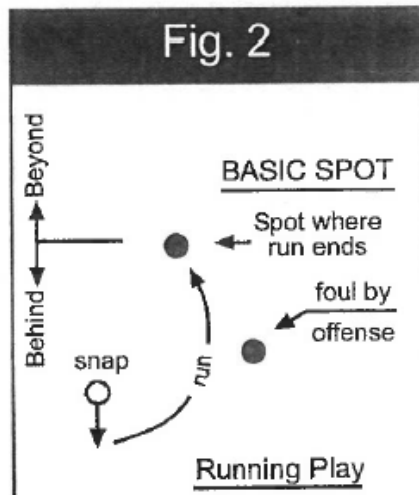 Fig. 2
Beyond
Behind
BASIC SPOT
Spot where
run ends
foul by
offense
snap
run
Running Play